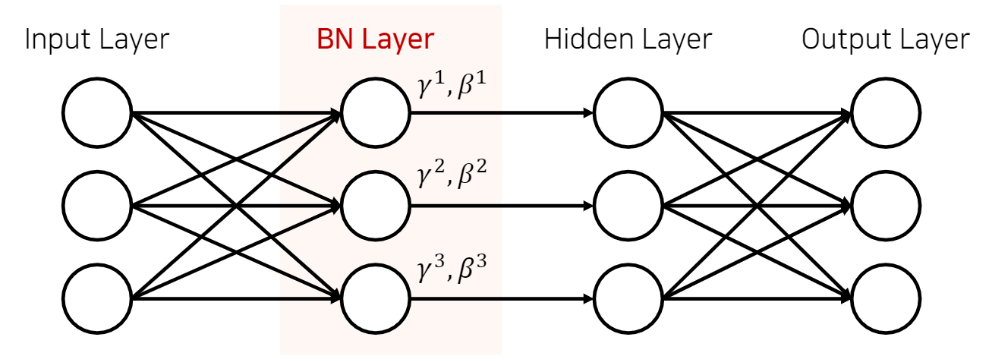 Input Layer
BN Layer
Hidden Layer
Output Layer
γ¹, β¹
γ², β²
γ³, β³